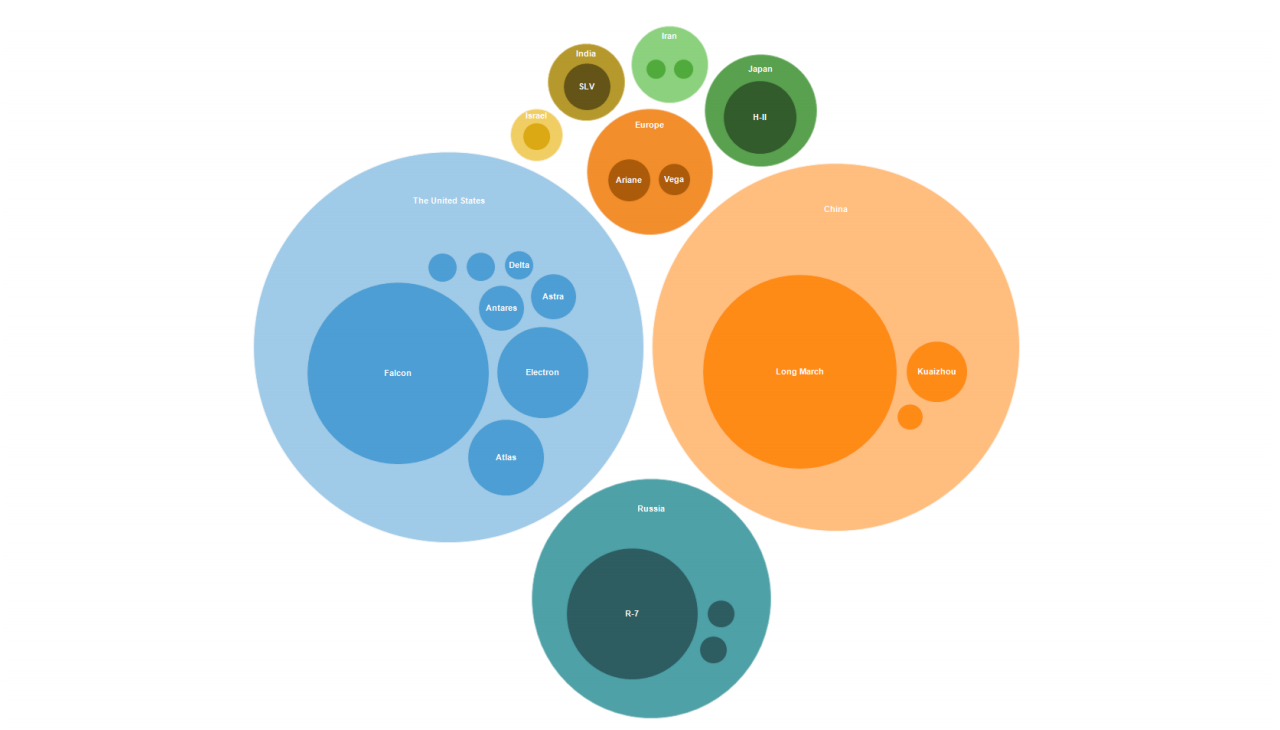 Iran
India
Japan
SLV
Israel
H-II
Europe
Ariane
Vega
The United States
China
Delta
Astra
Antares
Falcon
Electron
Long March
Kuaizhou
Atlas
Russia
R-7